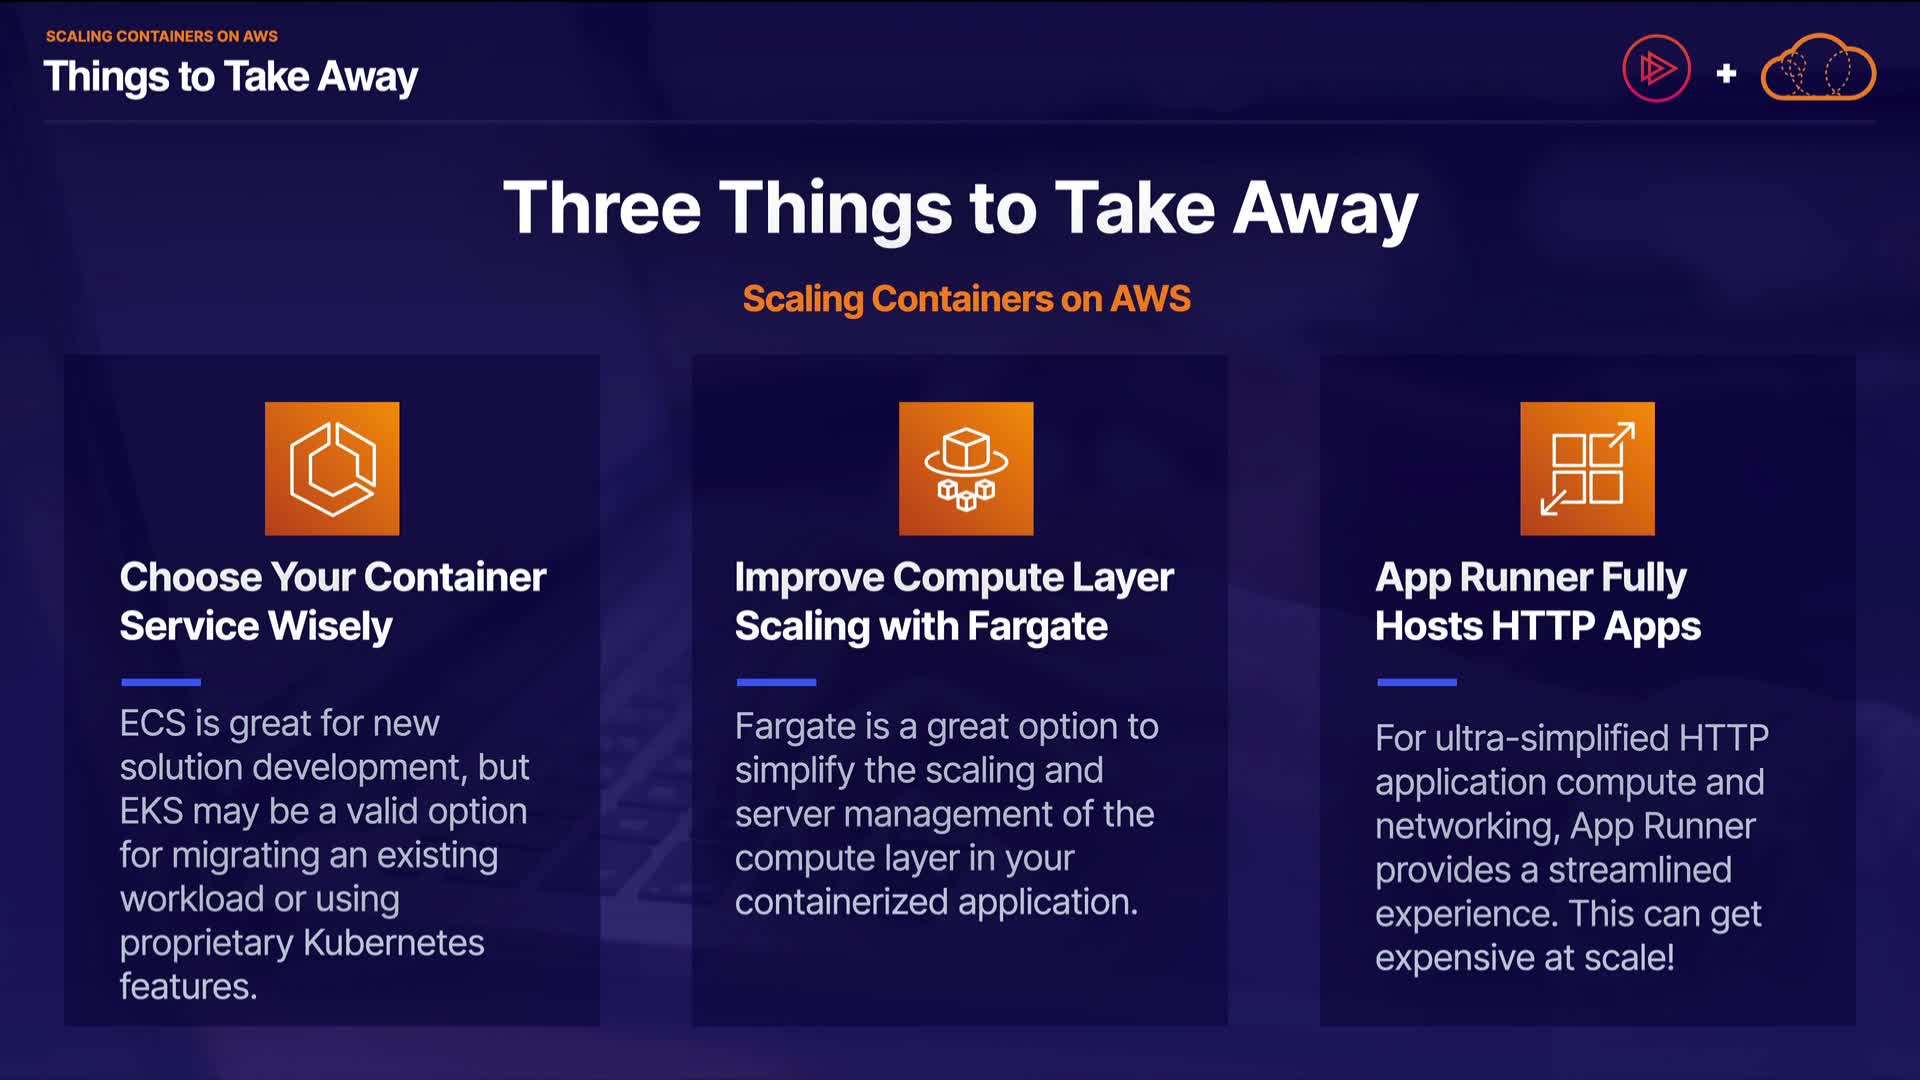 SCALING CONTAINERS ON AWS
Things to Take Away
Three Things to Take Away
Scaling Containers on AWS
Choose Your Container
Service Wisely
ECS is great for new
solution development, but
EKS may be a valid option
for migrating an existing
workload or using
proprietary Kubernetes
features.
Improve Compute Layer
Scaling with Fargate
Fargate is a great option to
simplify the scaling and
server management of the
compute layer in your
containerized application.
App Runner Fully
Hosts HTTP Apps
For ultra-simplified HTTP
application compute and
networking, App Runner
provides a streamlined
experience. This can get
expensive at scale!